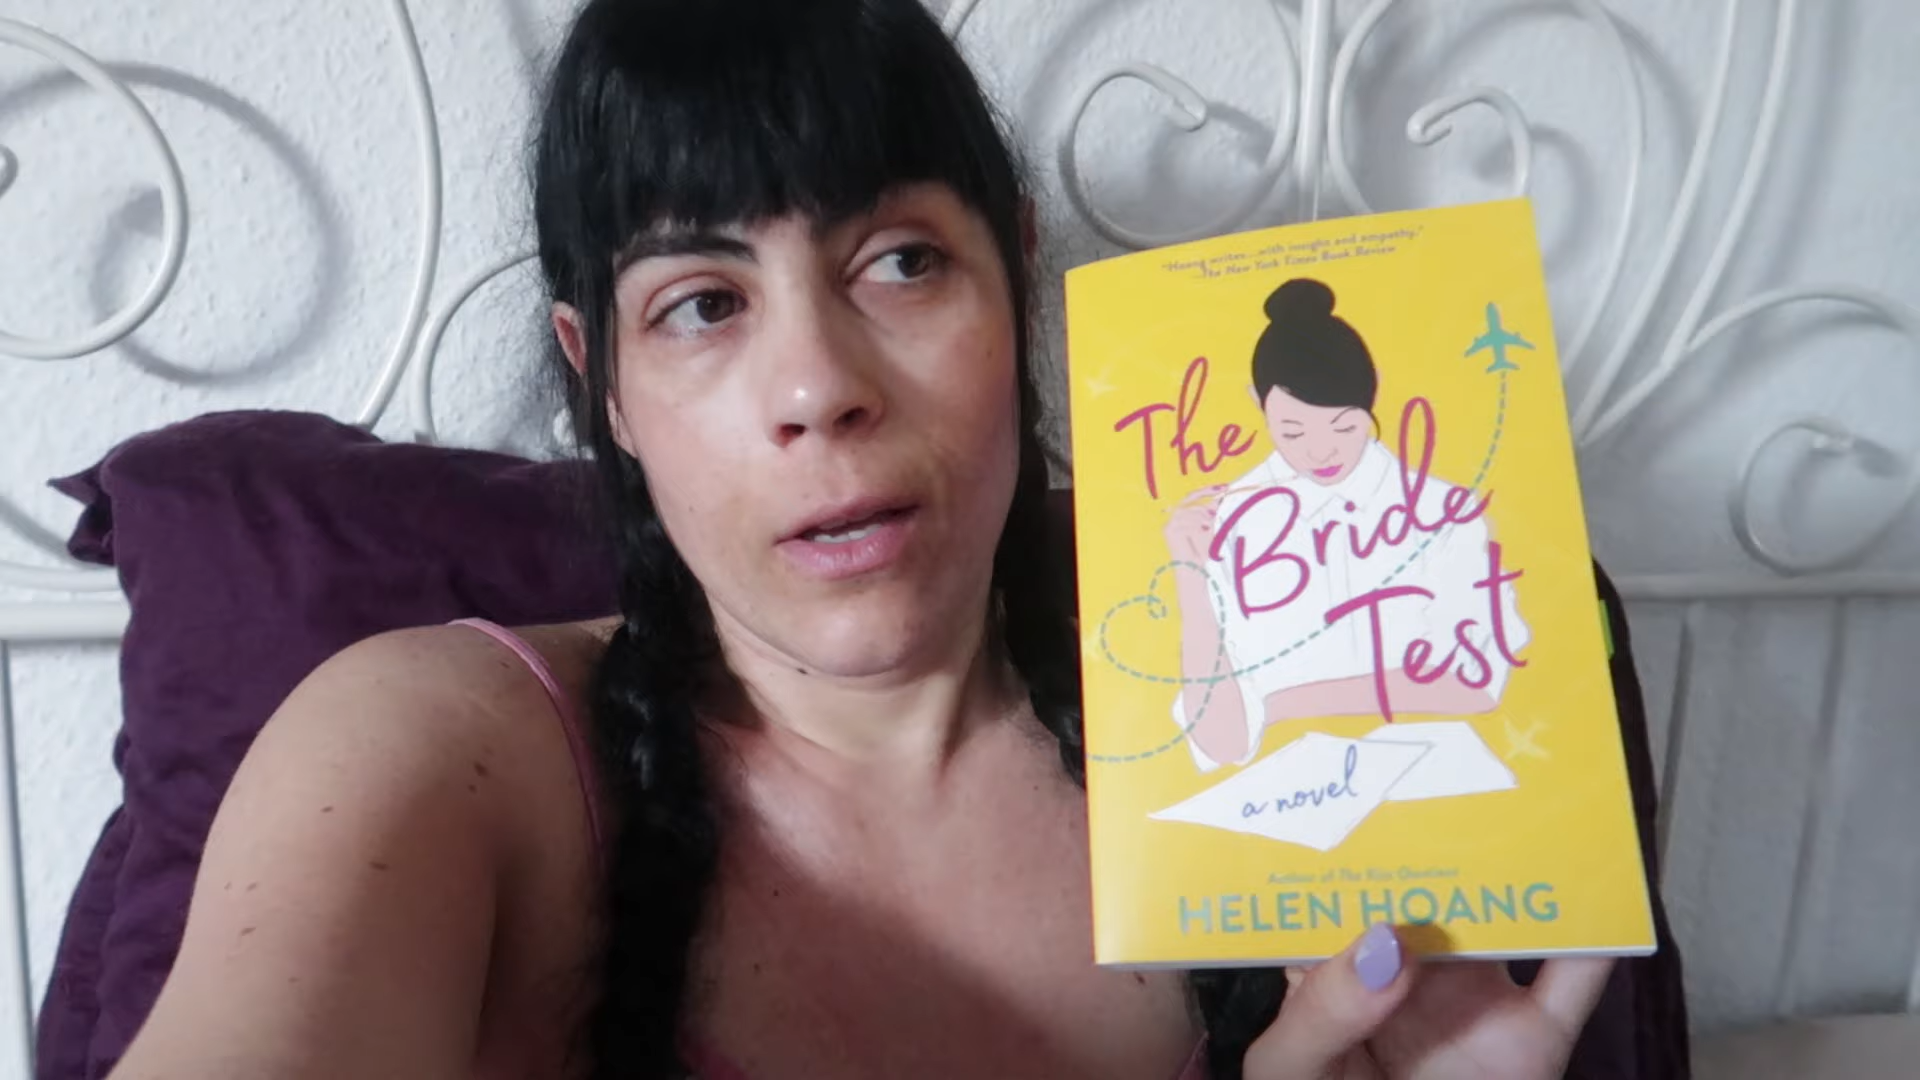 "Hoang writes...with insight and empathy."
—The New York Times Book Review
The
Bride
Test
a novel
Author of The Kiss Quotient
HELEN HOANG